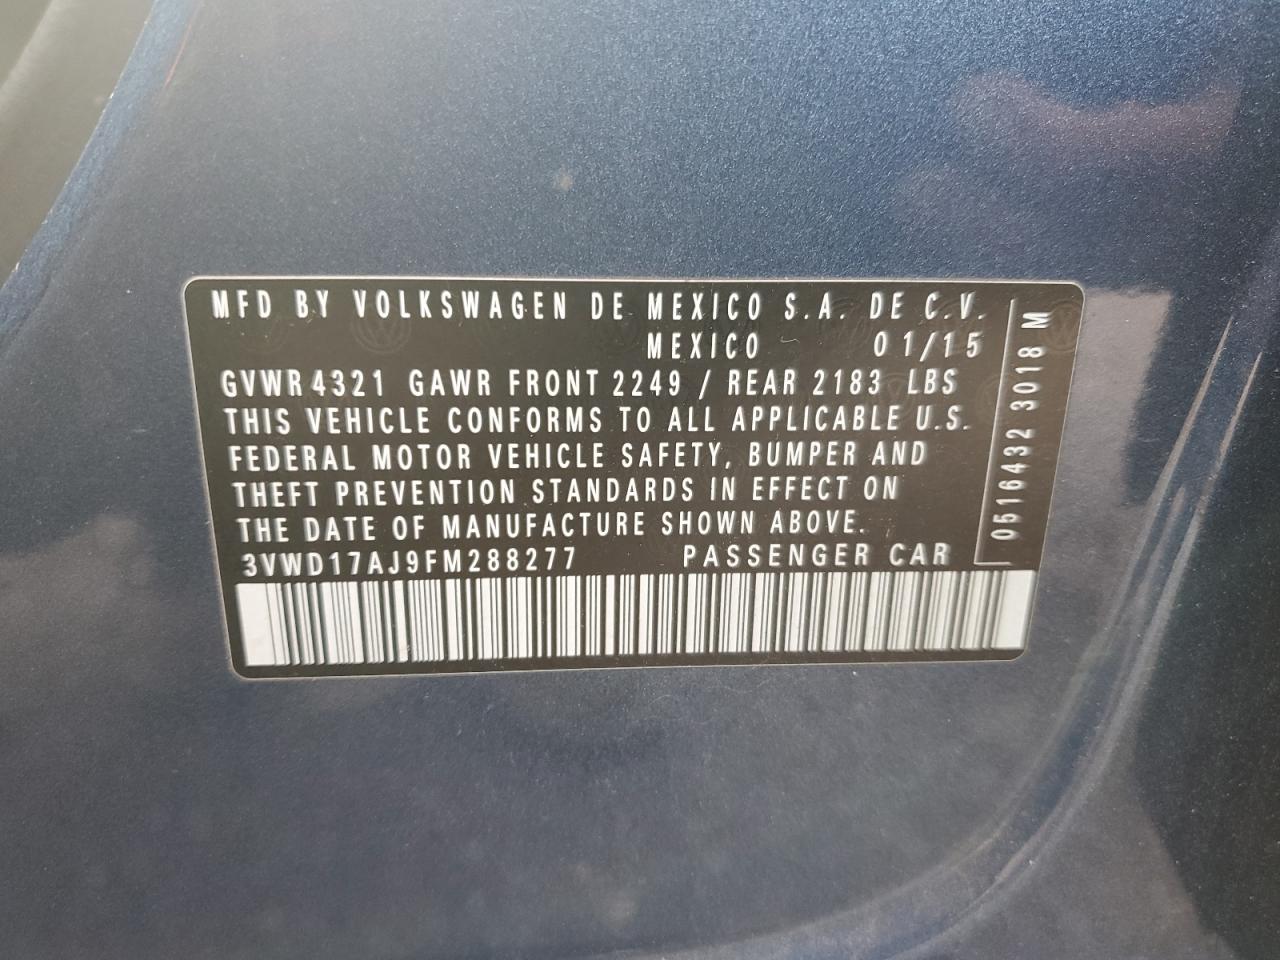 MFD BY VOLKSWAGEN DE MEXICO S.A. DE C.V.
MEXICO 01/15
GVWR 4321 GAWR FRONT 2249 / REAR 2183 LBS
THIS VEHICLE CONFORMS TO ALL APPLICABLE U.S.
FEDERAL MOTOR VEHICLE SAFETY, BUMPER AND
THEFT PREVENTION STANDARDS IN EFFECT ON
THE DATE OF MANUFACTURE SHOWN ABOVE.
3VWD17AJ9FM288277 PASSENGER CAR
0516432 3018 M